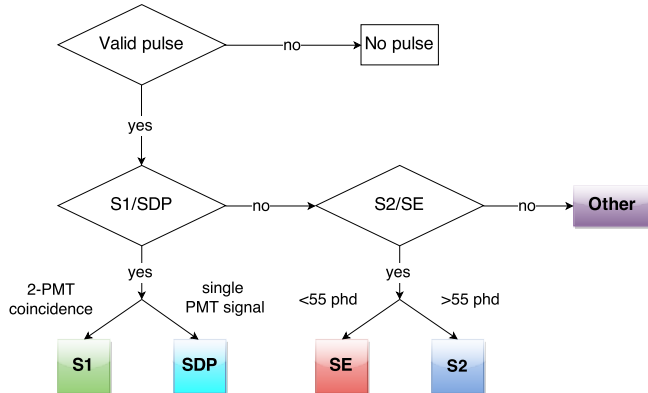 Valid pulse
no
No pulse
yes
S1/SDP
no
S2/SE
no
Other
yes
yes
2-PMT
coincidence
single
PMT signal
<55 phd
>55 phd
S1
SDP
SE
S2